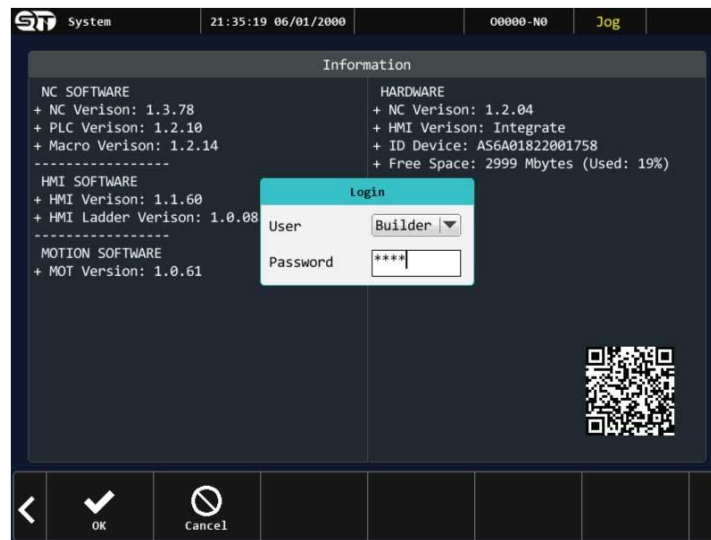 ST System 21:35:19 06/01/2000 O0000-N0 Jog
Information
NC SOFTWARE
+ NC Verison: 1.3.78
+ PLC Verison: 1.2.10
+ Macro Verison: 1.2.14
-----------------
HMI SOFTWARE
+ HMI Verison: 1.1.60
+ HMI Ladder Verison: 1.0.08
-----------------
MOTION SOFTWARE
+ MOT Version: 1.0.61
HARDWARE
+ NC Verison: 1.2.04
+ HMI Verison: Integrate
+ ID Device: AS6A01822001758
+ Free Space: 2999 Mbytes (Used: 19%)
Login
User Builder
Password ****
OK Cancel